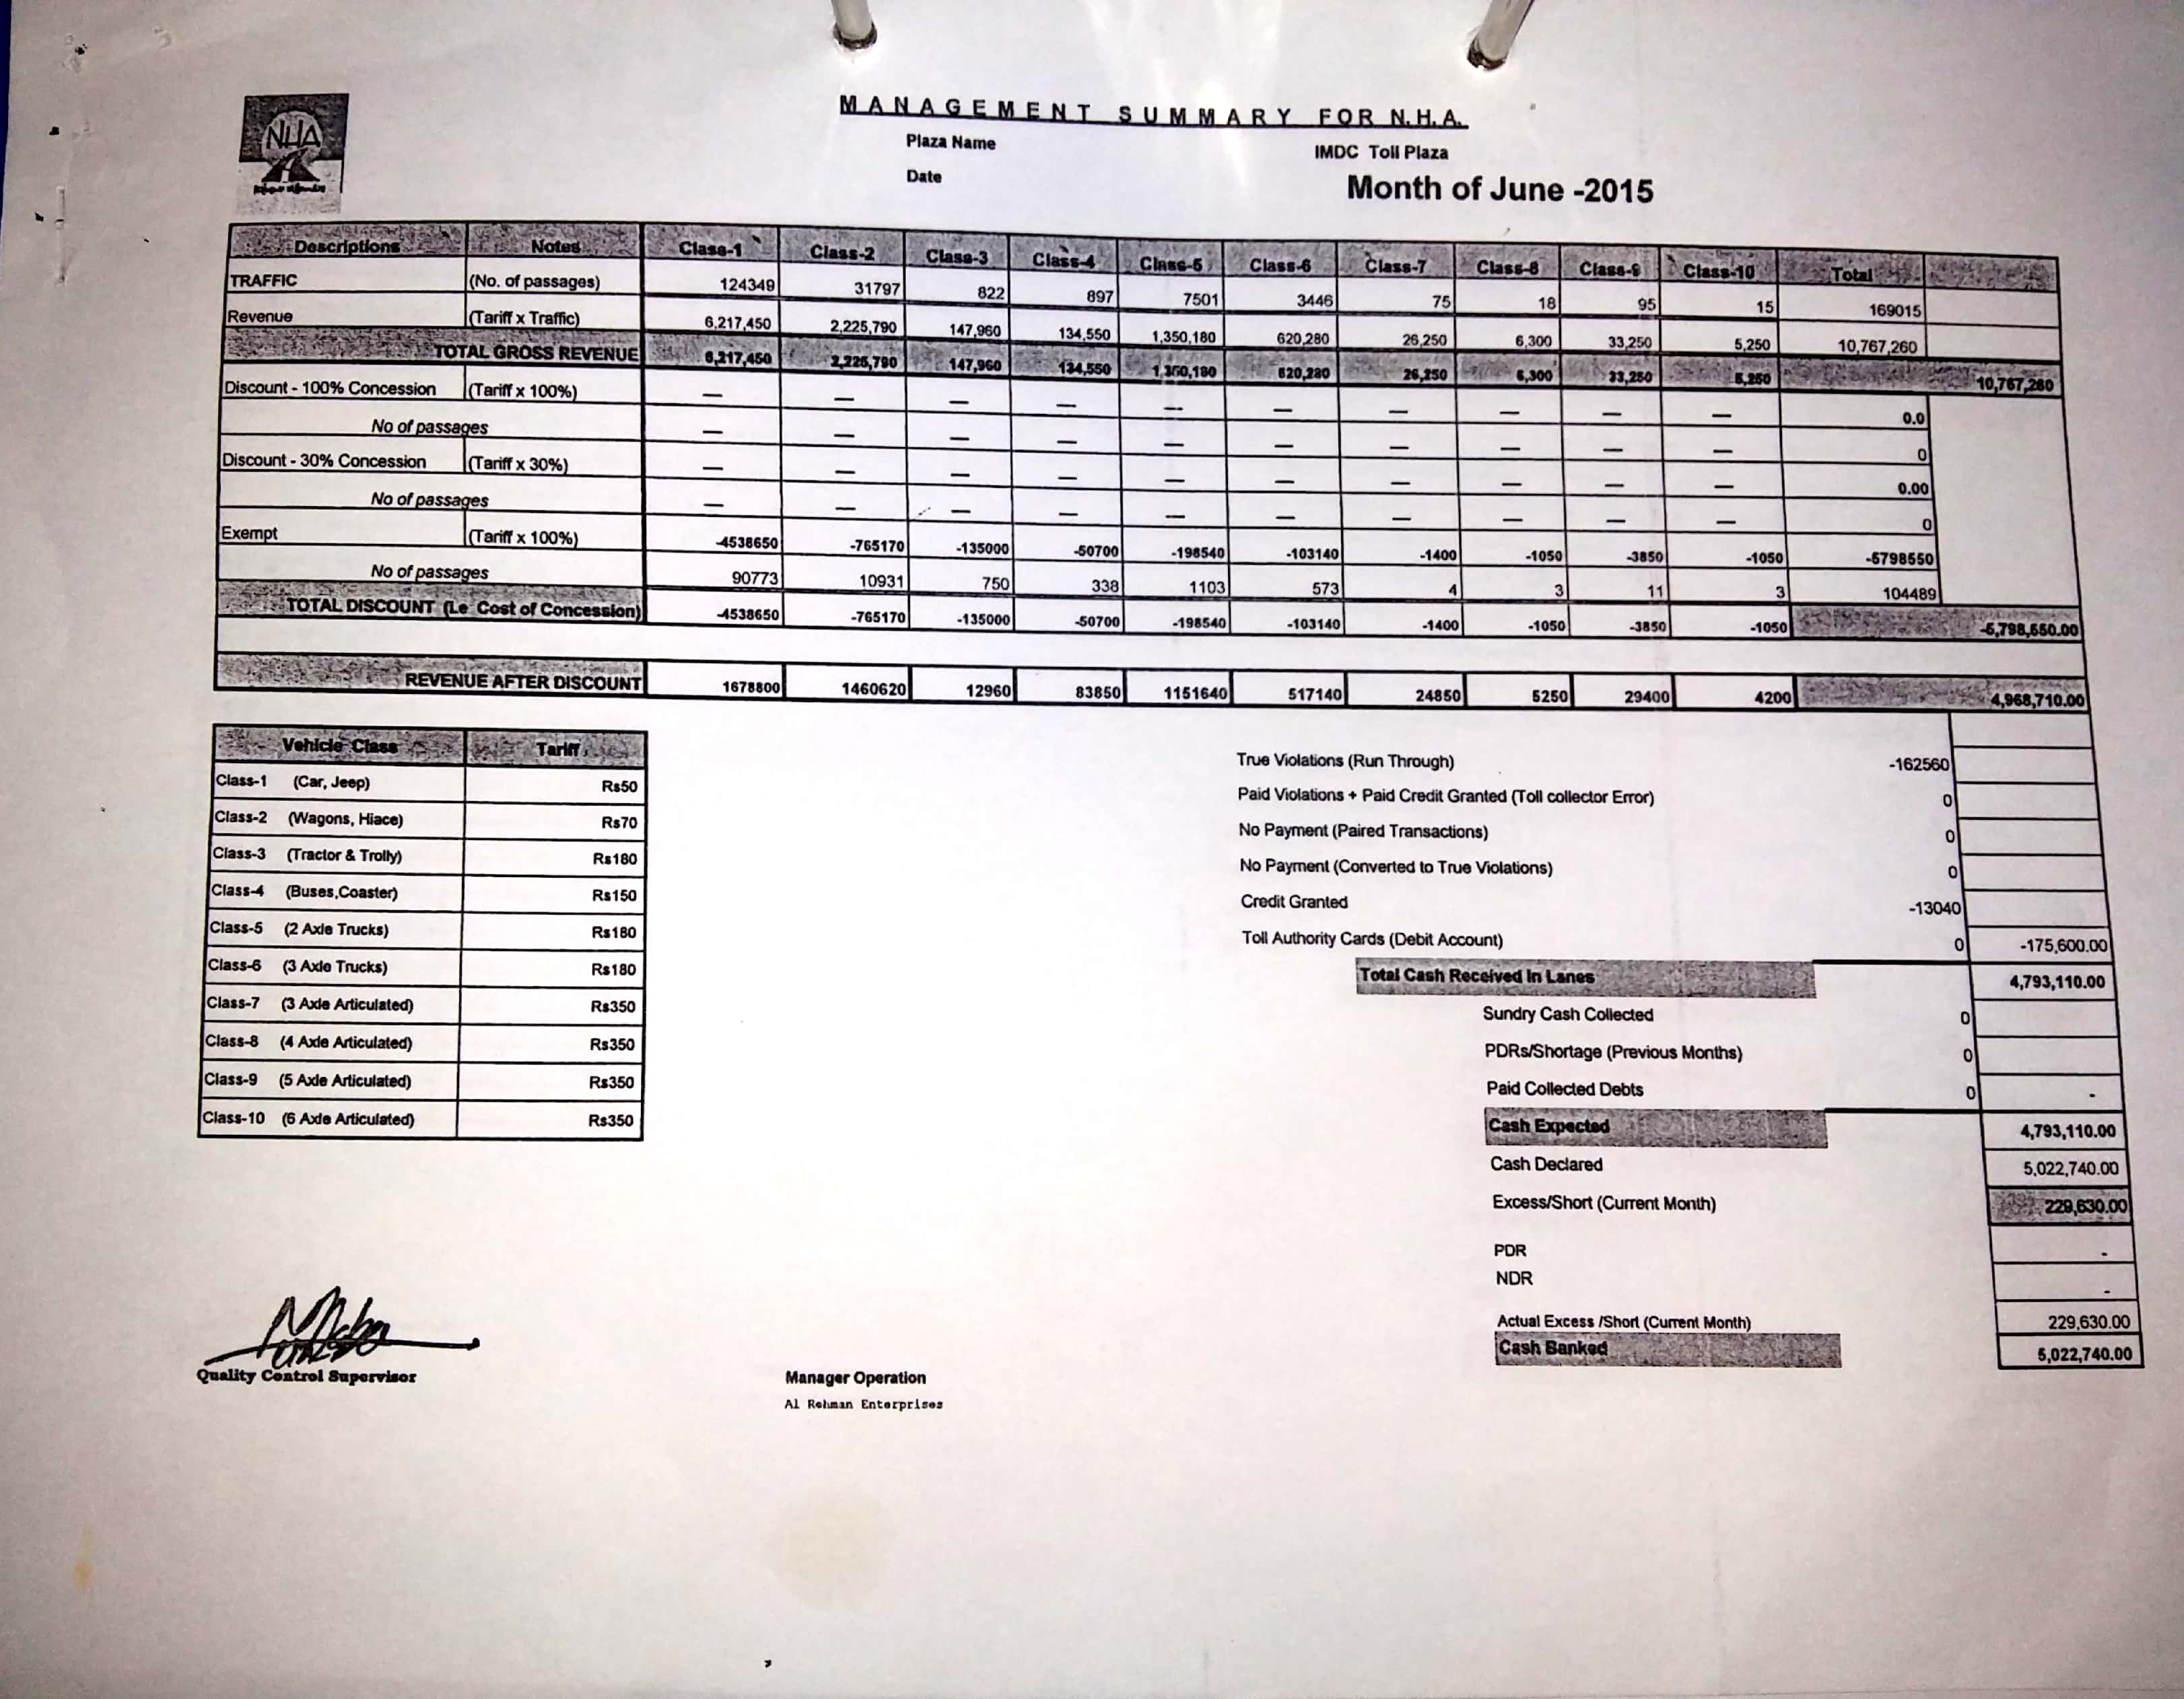 NHA
MANAGEMENT SUMMARY FOR N.H.A.
Plaza Name IMDC Toll Plaza
Date Month of June -2015
Descriptions Notes Class-1 Class-2 Class-3 Class-4 Class-5 Class-6 Class-7 Class-8 Class-9 Class-10 Total
TRAFFIC (No. of passages) 124349 31797 822 897 7501 3446 75 18 95 15 169015
Revenue (Tariff x Traffic) 6,217,450 2,225,790 147,960 134,550 1,350,180 620,280 26,250 6,300 33,250 5,250 10,767,260
TOTAL GROSS REVENUE 6,217,450 2,225,790 147,960 134,550 1,350,180 620,280 26,250 6,300 33,250 5,250 10,767,260
Discount - 100% Concession (Tariff x 100%) — — — — — — — — — — 0.0
No of passages — — — — — — — — — — 0
Discount - 30% Concession (Tariff x 30%) — — — — — — — — — — 0.00
No of passages — — — — — — — — — — 0
Exempt (Tariff x 100%) -4538650 -765170 -135000 -50700 -198540 -103140 -1400 -1050 -3850 -1050 -5798550
No of passages 90773 10931 750 338 1103 573 4 3 11 3 104489
TOTAL DISCOUNT (Le Cost of Concession) -4538650 -765170 -135000 -50700 -198540 -103140 -1400 -1050 -3850 -1050 -5,798,550.00
REVENUE AFTER DISCOUNT 1678800 1460620 12960 83850 1151640 517140 24850 5250 29400 4200 4,968,710.00
Vehicle Class Tariff
Class-1 (Car, Jeep) Rs50
Class-2 (Wagons, Hiace) Rs70
Class-3 (Tractor & Trolly) Rs180
Class-4 (Buses,Coaster) Rs150
Class-5 (2 Axle Trucks) Rs180
Class-6 (3 Axle Trucks) Rs180
Class-7 (3 Axle Articulated) Rs350
Class-8 (4 Axle Articulated) Rs350
Class-9 (5 Axle Articulated) Rs350
Class-10 (6 Axle Articulated) Rs350
True Violations (Run Through) -162560
Paid Violations + Paid Credit Granted (Toll collector Error) 0
No Payment (Paired Transactions) 0
No Payment (Converted to True Violations) 0
Credit Granted -13040
Toll Authority Cards (Debit Account) 0 -175,600.00
Total Cash Received In Lanes 4,793,110.00
Sundry Cash Collected 0
PDRs/Shortage (Previous Months) 0
Paid Collected Debts 0 -
Cash Expected 4,793,110.00
Cash Declared 5,022,740.00
Excess/Short (Current Month) 229,630.00
PDR -
NDR -
Actual Excess /Short (Current Month) 229,630.00
Cash Banked 5,022,740.00
Quality Control Supervisor
Manager Operation
Al Rehman Enterprises